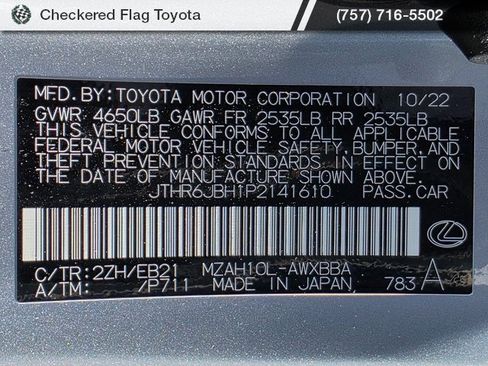 Checkered Flag Toyota (757) 716-5502
MFD. BY: TOYOTA MOTOR CORPORATION 10/22
GVWR 4650LB GAWR FR 2535LB RR 2535LB
THIS VEHICLE CONFORMS TO ALL APPLICABLE
FEDERAL MOTOR VEHICLE SAFETY, BUMPER, AND
THEFT PREVENTION STANDARDS IN EFFECT ON
THE DATE OF MANUFACTURE SHOWN ABOVE.
JTHR6JBH1P2141610 PASS. CAR
C/TR: 2ZH/EB21 MZAH10L-AWXBBA
A/TM: /P711 MADE IN JAPAN, 783 A